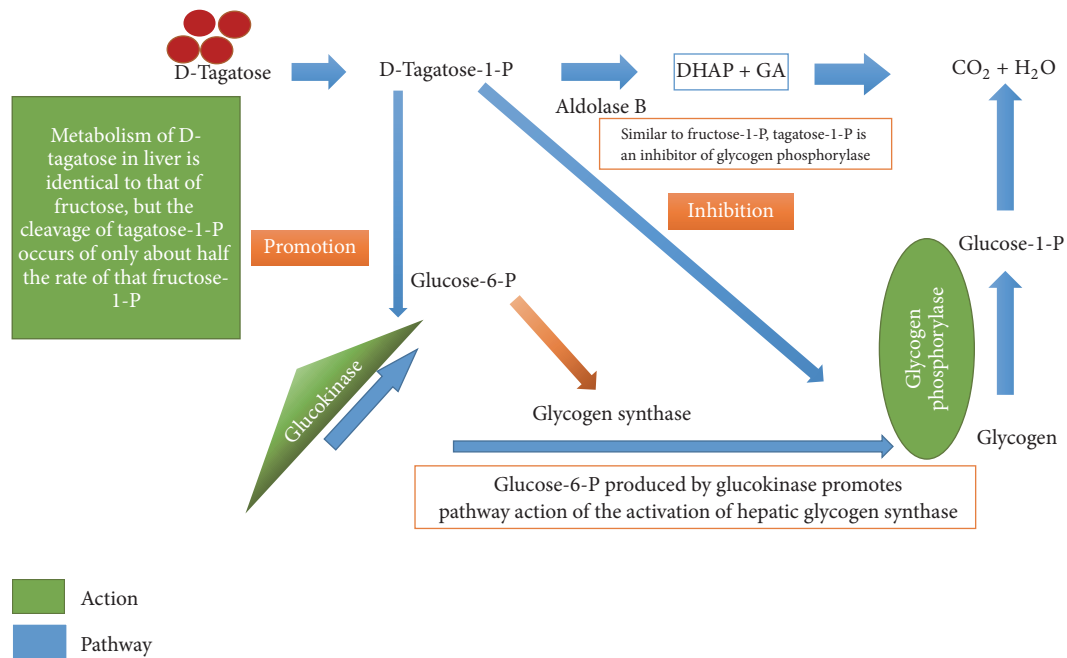 D-Tagatose
D-Tagatose-1-P
DHAP + GA
CO₂ + H₂O
Aldolase B
Metabolism of D-
tagatose in liver is
identical to that of
fructose, but the
cleavage of tagatose-1-P
occurs of only about half
the rate of that fructose-
1-P
Similar to fructose-1-P, tagatose-1-P is
an inhibitor of glycogen phosphorylase
Promotion
Inhibition
Glucose-1-P
Glucose-6-P
Glycogen
phosphorylase
Glucokinase
Glycogen synthase
Glycogen
Glucose-6-P produced by glucokinase promotes
pathway action of the activation of hepatic glycogen synthase
Action
Pathway